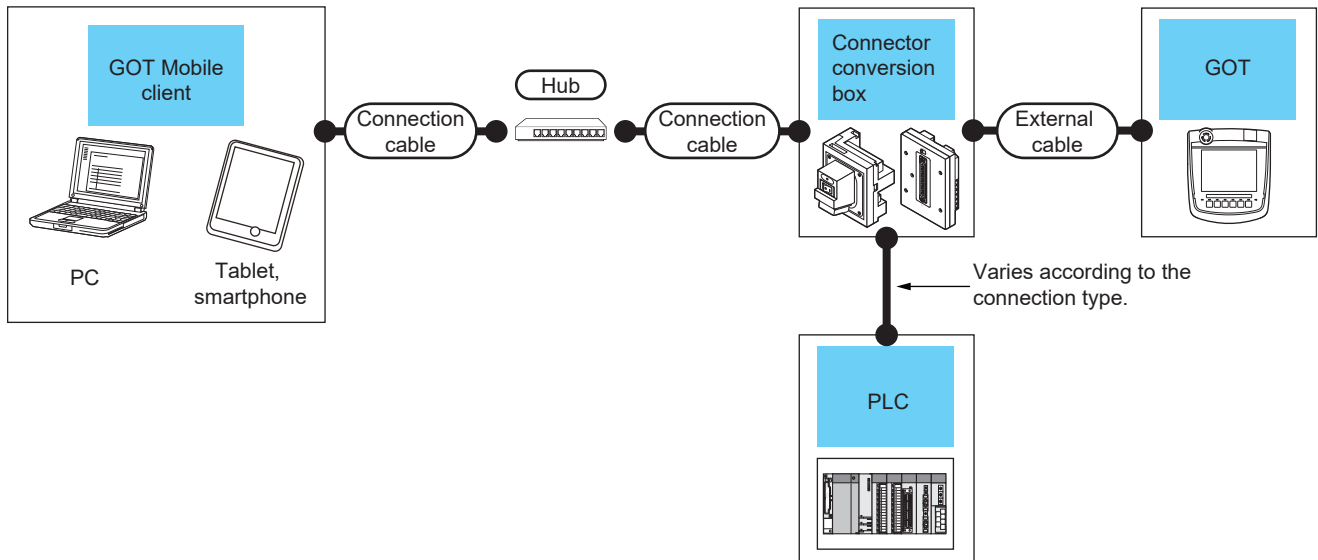 GOT Mobile
client
PC
Tablet,
smartphone
Connection
cable
Hub
Connection
cable
Connector
conversion
box
External
cable
GOT
Varies according to the
connection type.
PLC